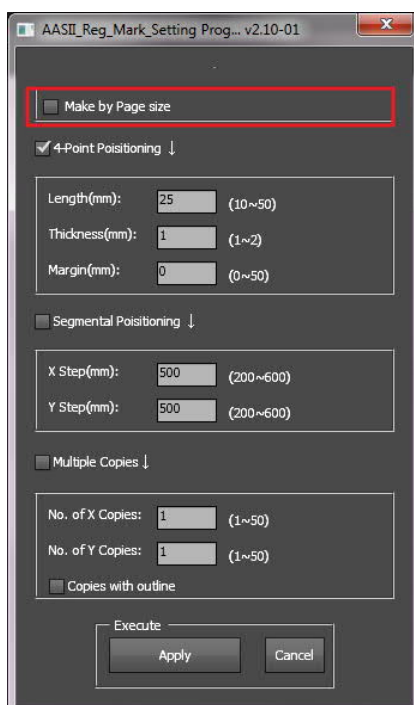 AASII_Reg_Mark_Setting Prog... v2.10-01
Make by Page size
4-Point Poisitioning ↓
Length(mm): 25 (10~50)
Thickness(mm): 1 (1~2)
Margin(mm): 0 (0~50)
Segmental Poisitioning ↓
X Step(mm): 500 (200~600)
Y Step(mm): 500 (200~600)
Multiple Copies ↓
No. of X Copies: 1 (1~50)
No. of Y Copies: 1 (1~50)
Copies with outline
Execute
Apply Cancel